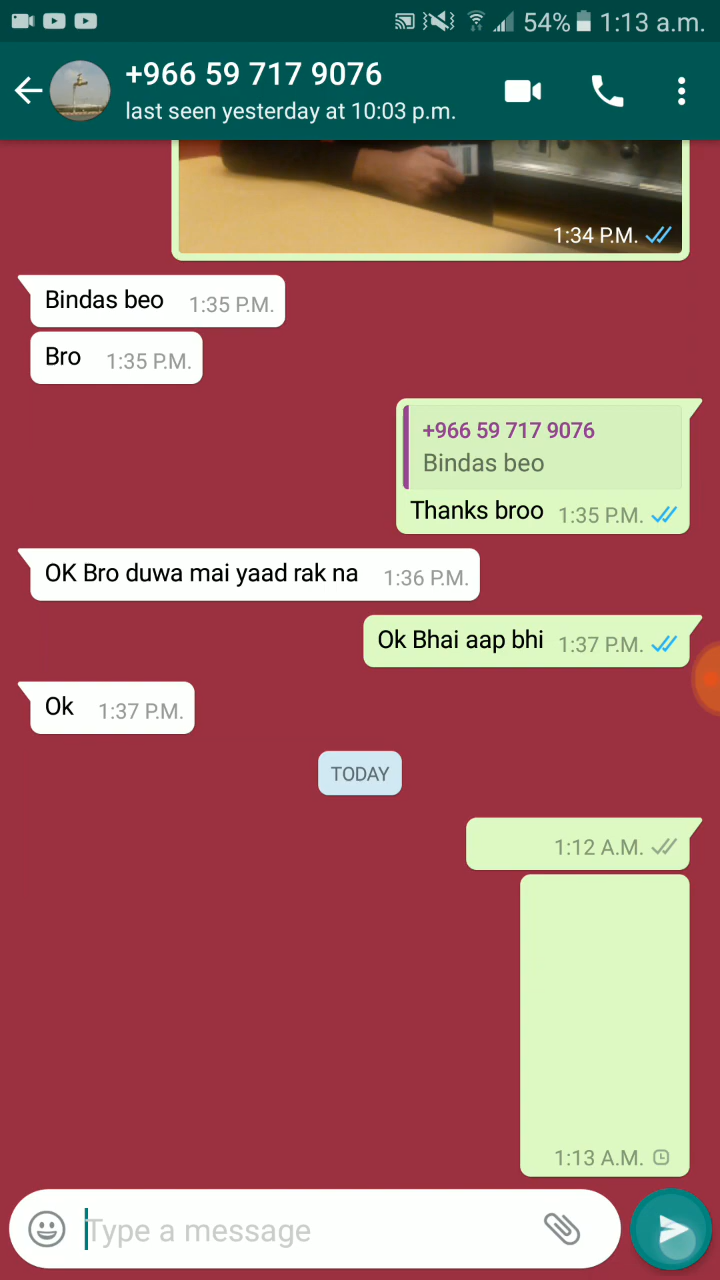 54% 1:13 a.m.
+966 59 717 9076
last seen yesterday at 10:03 p.m.
1:34 P.M.
Bindas beo 1:35 P.M.
Bro 1:35 P.M.
+966 59 717 9076
Bindas beo
Thanks broo 1:35 P.M.
OK Bro duwa mai yaad rak na 1:36 P.M.
Ok Bhai aap bhi 1:37 P.M.
Ok 1:37 P.M.
TODAY
1:12 A.M.
1:13 A.M.
Type a message